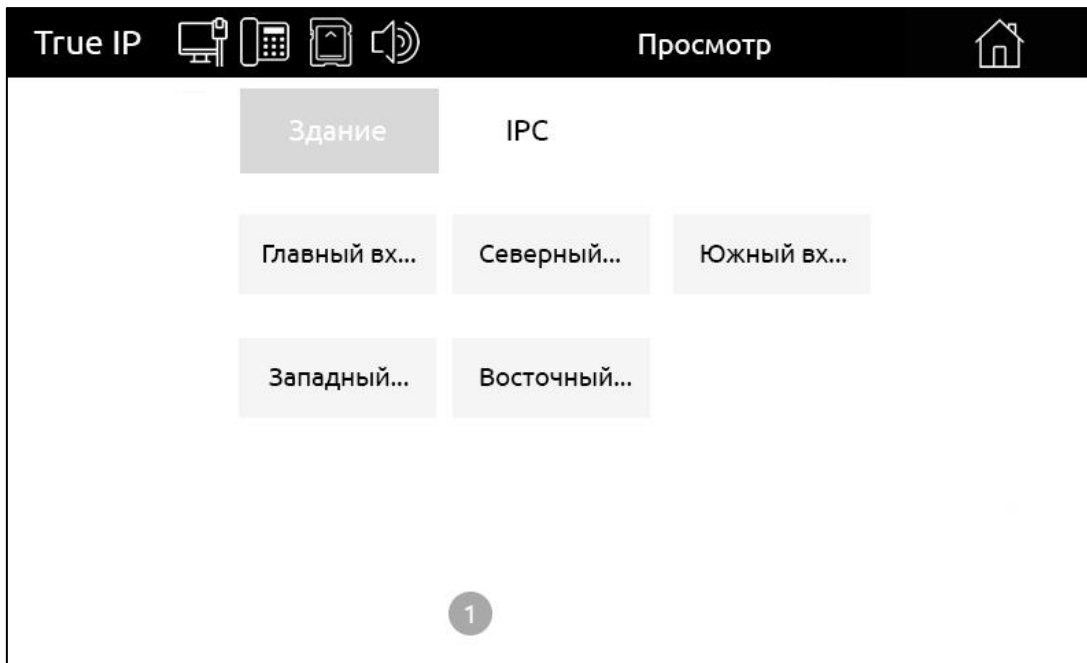 True IP Просмотр
Здание IPC
Главный вх... Северный... Южный вх...
Западный... Восточный...
1